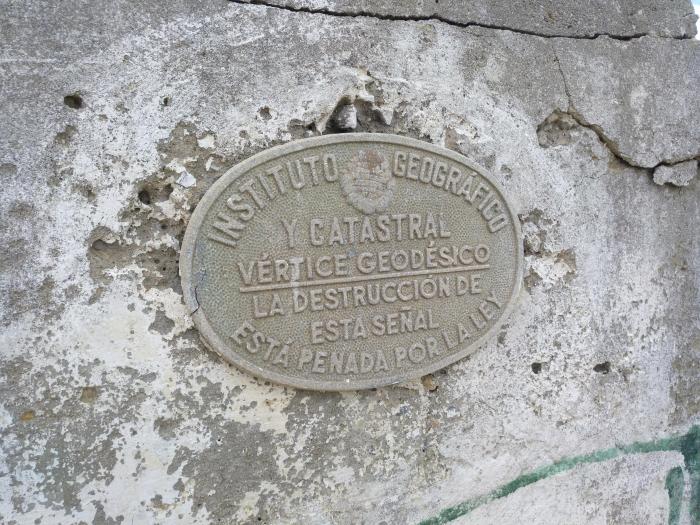 INSTITUTO GEOGRÁFICO
Y CATASTRAL
VÉRTICE GEODÉSICO
LA DESTRUCCIÓN DE
ESTA SEÑAL
ESTÁ PENADA POR LA LEY